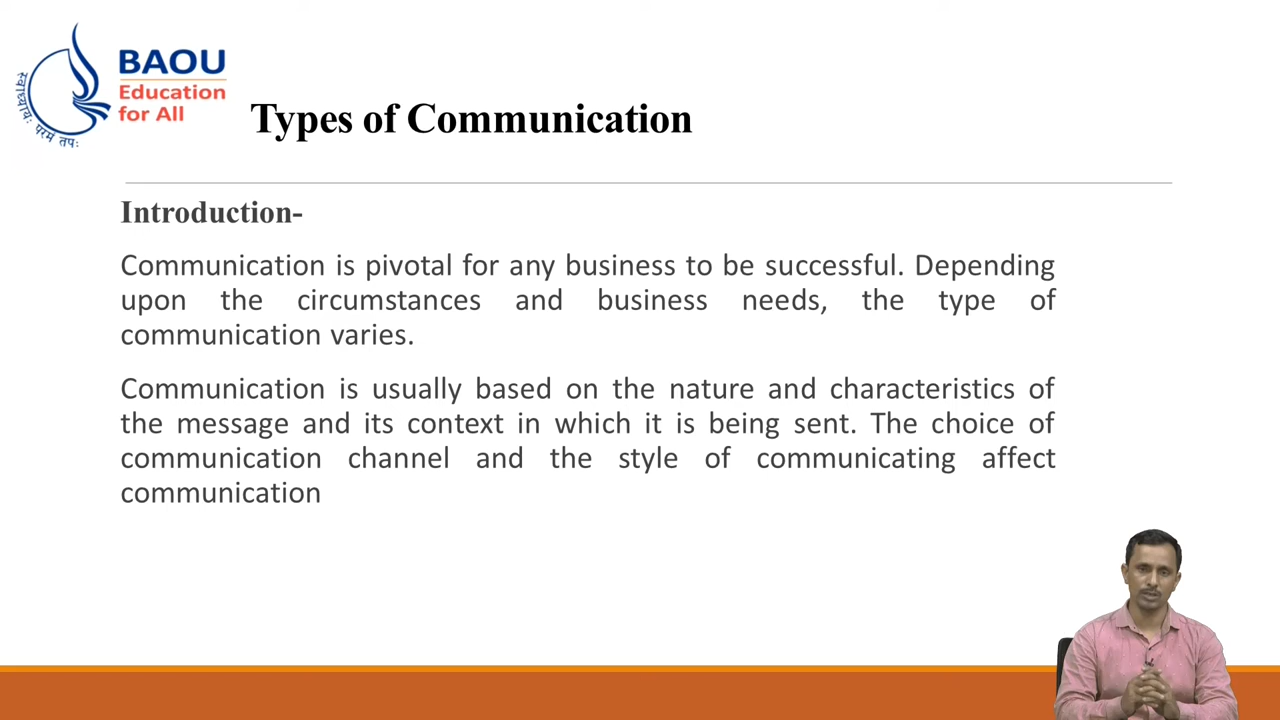 BAOU
Education
for All
स्वाध्यायः परमं तपः
Types of Communication
Introduction-
Communication is pivotal for any business to be successful. Depending
upon the circumstances and business needs, the type of
communication varies.
Communication is usually based on the nature and characteristics of
the message and its context in which it is being sent. The choice of
communication channel and the style of communicating affect
communication